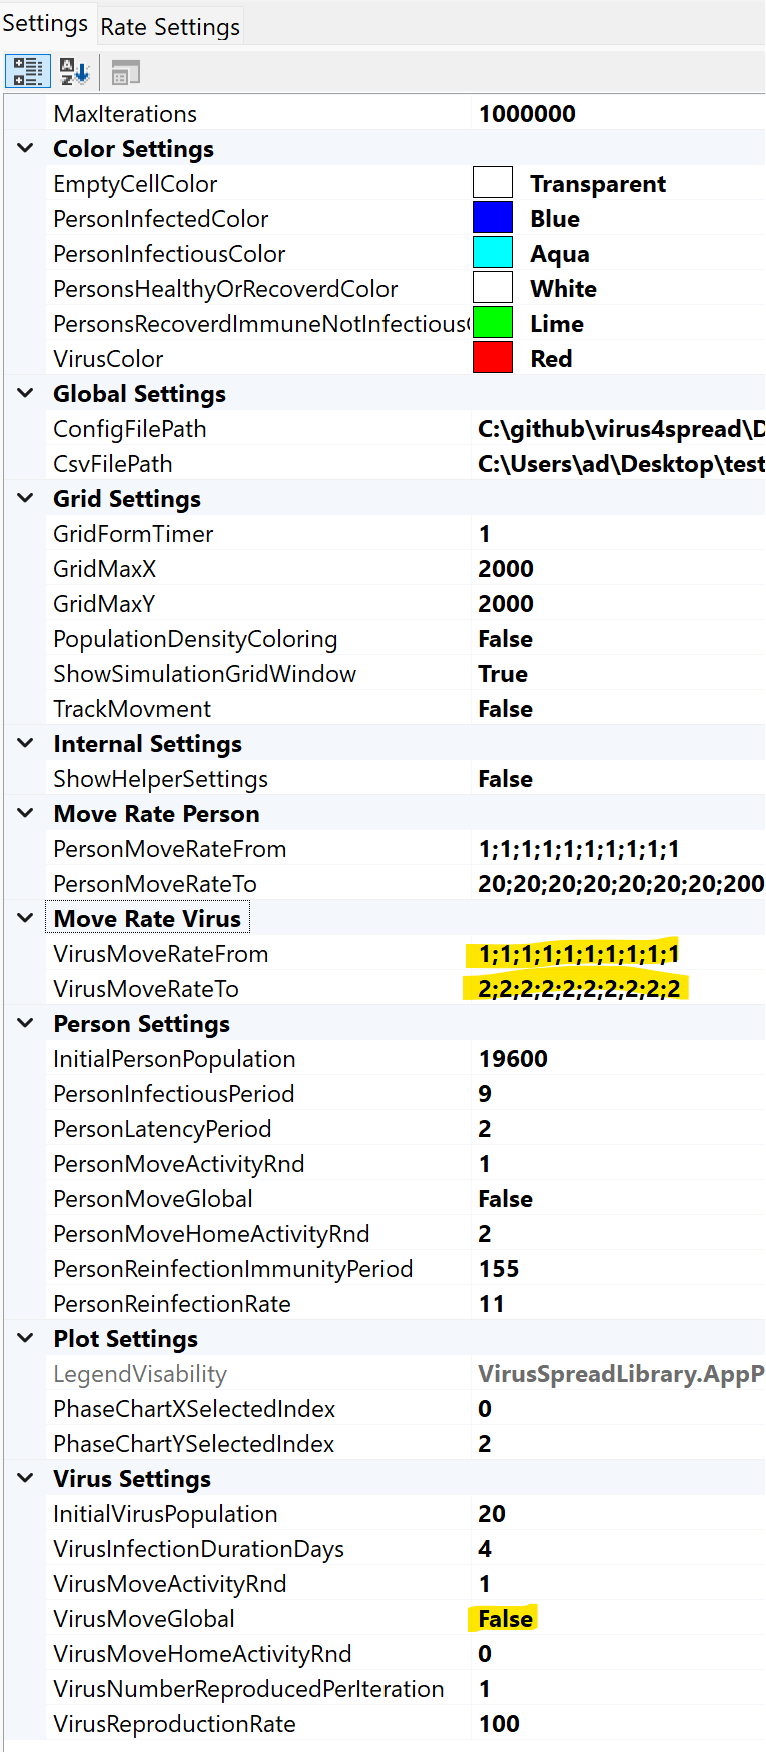 Settings
Rate Settings
MaxIterations 1000000
Color Settings
EmptyCellColor Transparent
PersonInfectedColor Blue
PersonInfectiousColor Aqua
PersonsHealthyOrRecoverdColor White
PersonsRecoverdImmuneNotInfectious Lime
VirusColor Red
Global Settings
ConfigFilePath C:\github\virus4spread\D
CsvFilePath C:\Users\ad\Desktop\test
Grid Settings
GridFormTimer 1
GridMaxX 2000
GridMaxY 2000
PopulationDensityColoring False
ShowSimulationGridWindow True
TrackMovment False
Internal Settings
ShowHelperSettings False
Move Rate Person
PersonMoveRateFrom 1;1;1;1;1;1;1;1;1;1
PersonMoveRateTo 20;20;20;20;20;20;20;200
Move Rate Virus
VirusMoveRateFrom 1;1;1;1;1;1;1;1;1;1
VirusMoveRateTo 2;2;2;2;2;2;2;2;2;2
Person Settings
InitialPersonPopulation 19600
PersonInfectiousPeriod 9
PersonLatencyPeriod 2
PersonMoveActivityRnd 1
PersonMoveGlobal False
PersonMoveHomeActivityRnd 2
PersonReinfectionImmunityPeriod 155
PersonReinfectionRate 11
Plot Settings
LegendVisability VirusSpreadLibrary.AppP
PhaseChartXSelectedIndex 0
PhaseChartYSelectedIndex 2
Virus Settings
InitialVirusPopulation 20
VirusInfectionDurationDays 4
VirusMoveActivityRnd 1
VirusMoveGlobal False
VirusMoveHomeActivityRnd 0
VirusNumberReproducedPerIteration 1
VirusReproductionRate 100